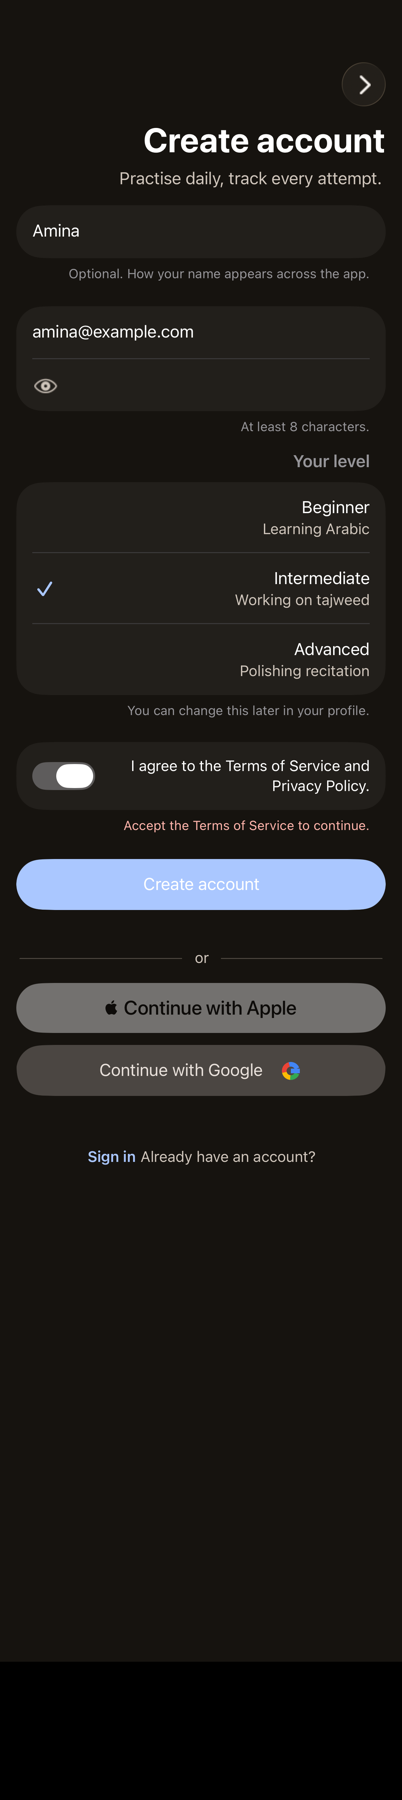 Create account
Practise daily, track every attempt.
Amina
Optional. How your name appears across the app.
amina@example.com
At least 8 characters.
Your level
Beginner
Learning Arabic
Intermediate
Working on tajweed
Advanced
Polishing recitation
You can change this later in your profile.
I agree to the Terms of Service and
Privacy Policy.
Accept the Terms of Service to continue.
Create account
or
Continue with Apple
Continue with Google
Sign in Already have an account?